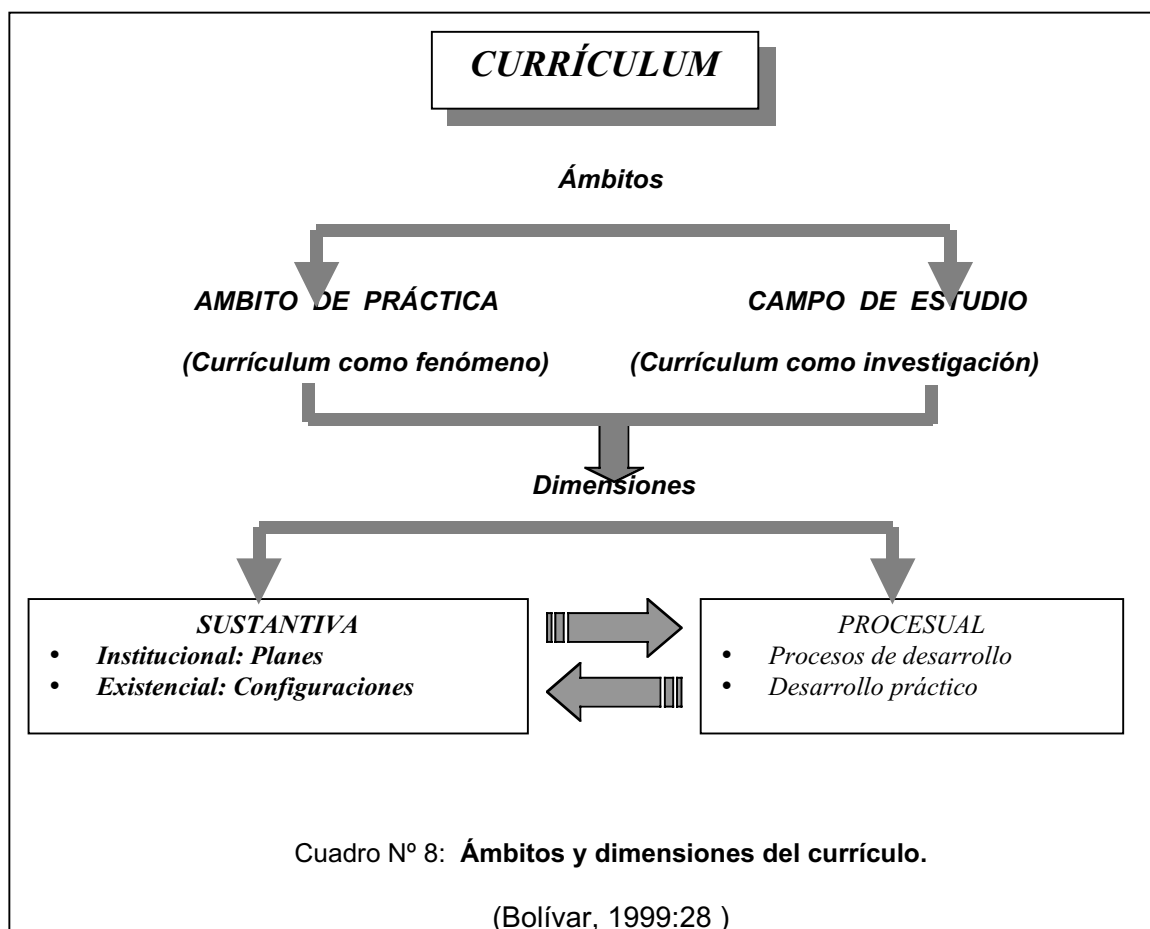 CURRÍCULUM
Ámbitos
AMBITO DE PRÁCTICA
CAMPO DE ESTUDIO
(Currículum como fenómeno)
(Currículum como investigación)
Dimensiones
SUSTANTIVA
• Institucional: Planes
• Existencial: Configuraciones
PROCESUAL
• Procesos de desarrollo
• Desarrollo práctico
Cuadro Nº 8: Ámbitos y dimensiones del currículo.
(Bolívar, 1999:28 )